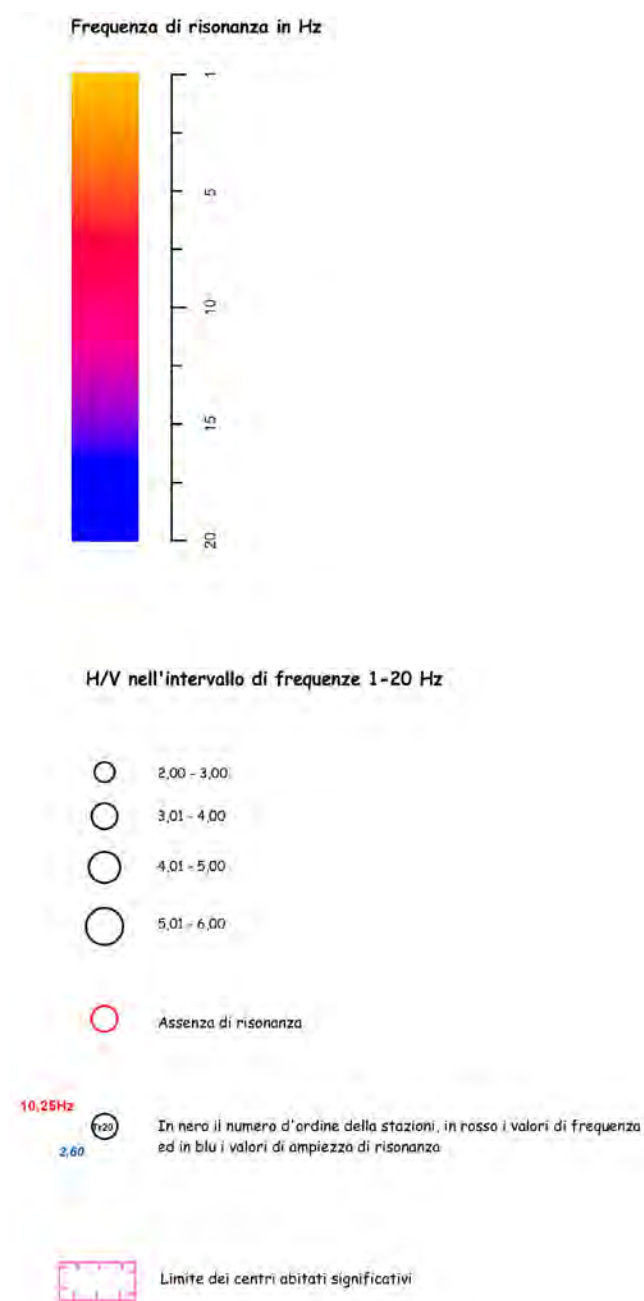 Frequenza di risonanza in Hz
1
5
10
15
20
H/V nell'intervallo di frequenze 1-20 Hz
2,00 - 3,00
3,01 - 4,00
4,01 - 5,00
5,01 - 6,00
Assenza di risonanza
10,25Hz
Tr20
2,60
In nero il numero d'ordine della stazioni, in rosso i valori di frequenza
ed in blu i valori di ampiezza di risonanza
Limite dei centri abitati significativi